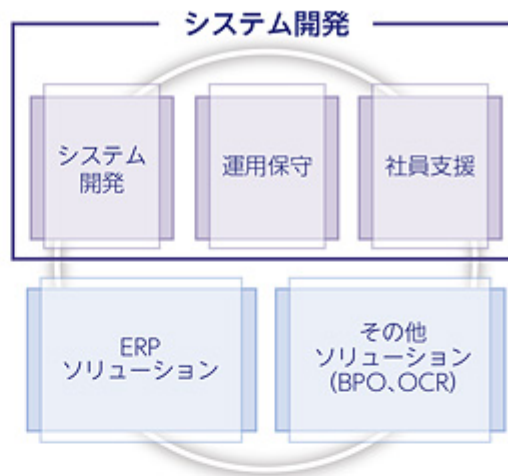 システム開発
システム
開発
運用保守
社員支援
ERP
ソリューション
その他
ソリューション
(BPO、OCR)